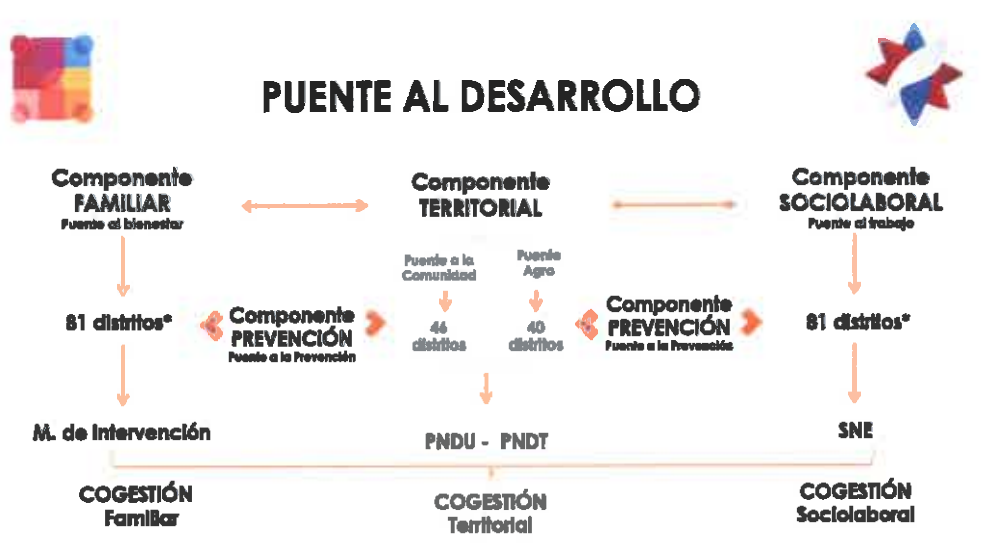 PUENTE AL DESARROLLO
Componente
FAMILIAR
Puente al bienestar
Componente
TERRITORIAL
Componente
SOCIOLABORAL
Puente al trabajo
Puente a la
Comunidad
Puente
Agro
81 distritos*
Componente
PREVENCIÓN
Puente a la Prevención
46
distritos
40
distritos
Componente
PREVENCIÓN
Puente a la Prevención
81 distritos*
M. de Intervención
PNDU - PNDT
SNE
COGESTIÓN
Familiar
COGESTIÓN
Territorial
COGESTIÓN
Sociolaboral